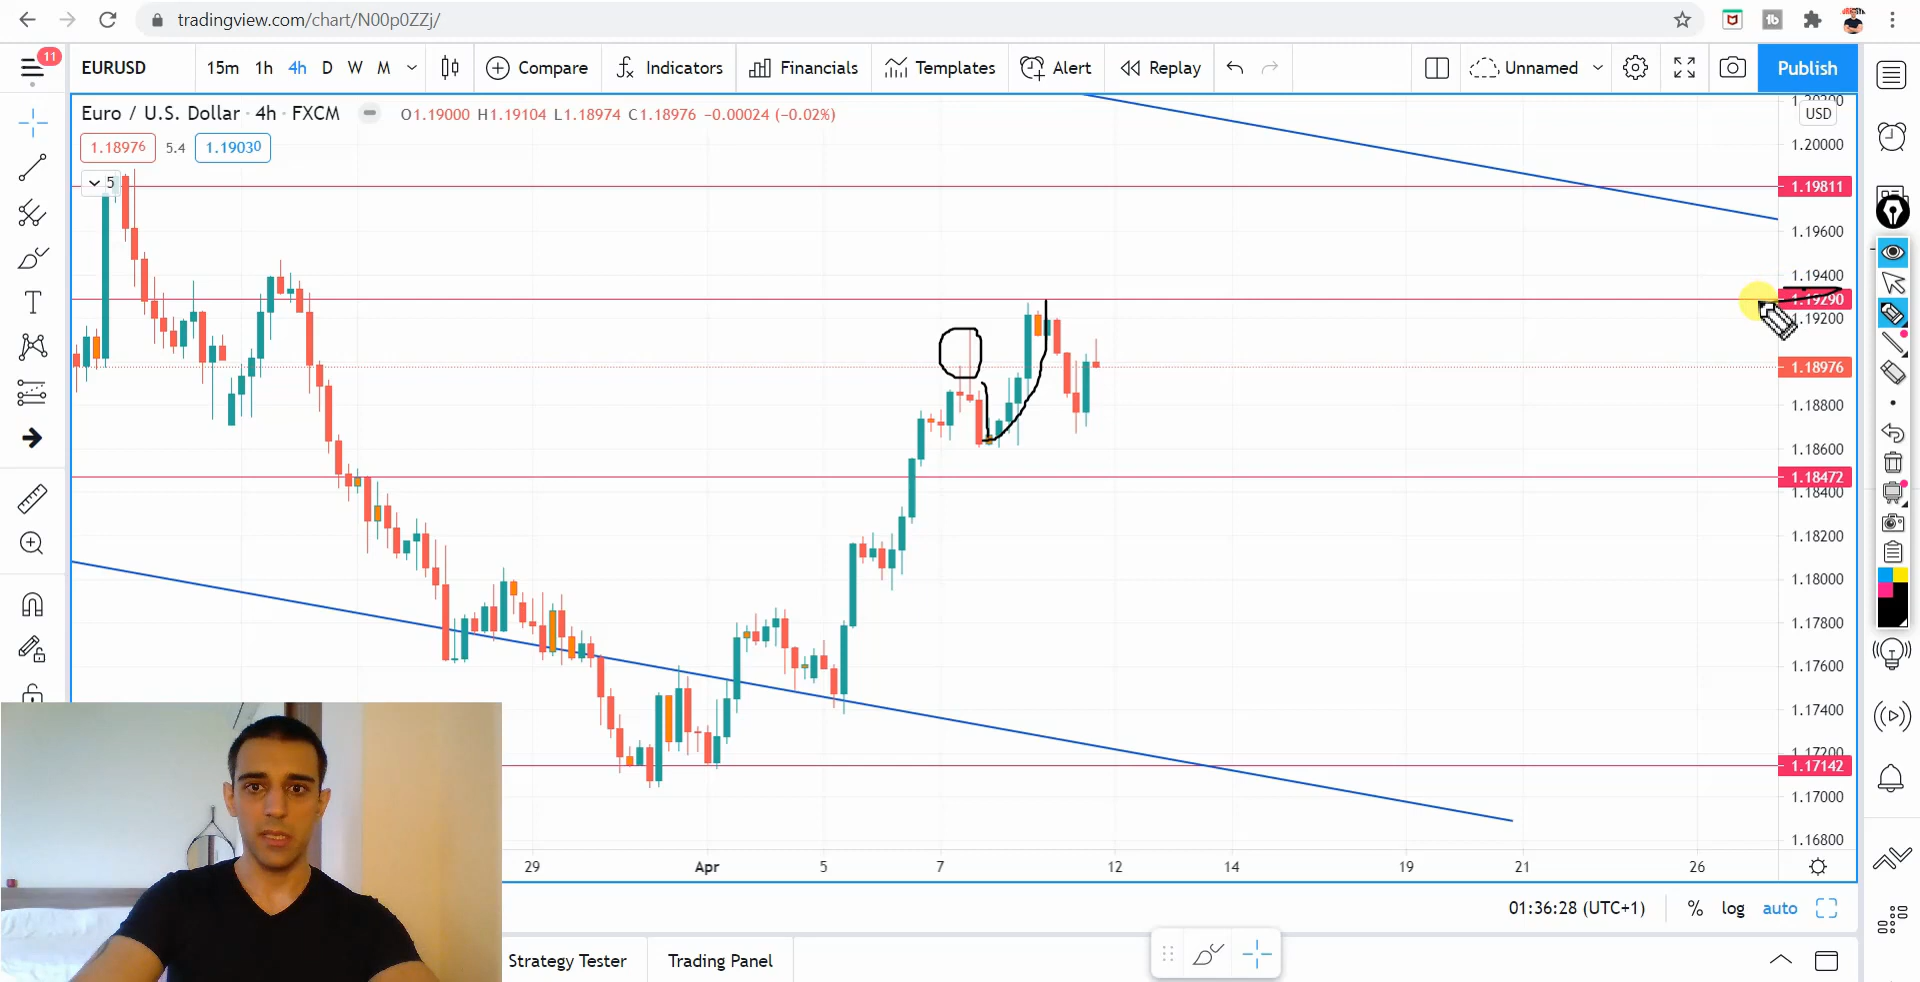 tradingview.com/chart/N00p0ZZj/
11
EURUSD 15m 1h 4h D W M Compare Indicators Financials Templates Alert Replay Unnamed Publish
Euro / U.S. Dollar · 4h · FXCM O1.19000 H1.19104 L1.18974 C1.18976 −0.00024 (−0.02%)
1.18976 5.4 1.19030
5
USD
1.20000
1.19811
1.19600
1.19400
1.19290
1.19200
1.18976
1.18800
1.18600
1.18472
1.18400
1.18200
1.18000
1.17800
1.17600
1.17400
1.17200
1.17142
1.17000
1.16800
29 Apr 5 7 12 14 19 21 26
01:36:28 (UTC+1) % log auto
Strategy Tester Trading Panel